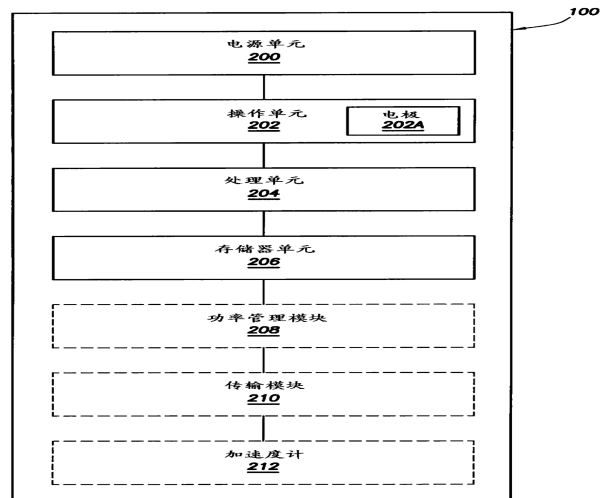 100
电源单元
200
操作单元
202
电极
202A
处理单元
204
存储器单元
206
功率管理模块
208
传输模块
210
加速度计
212